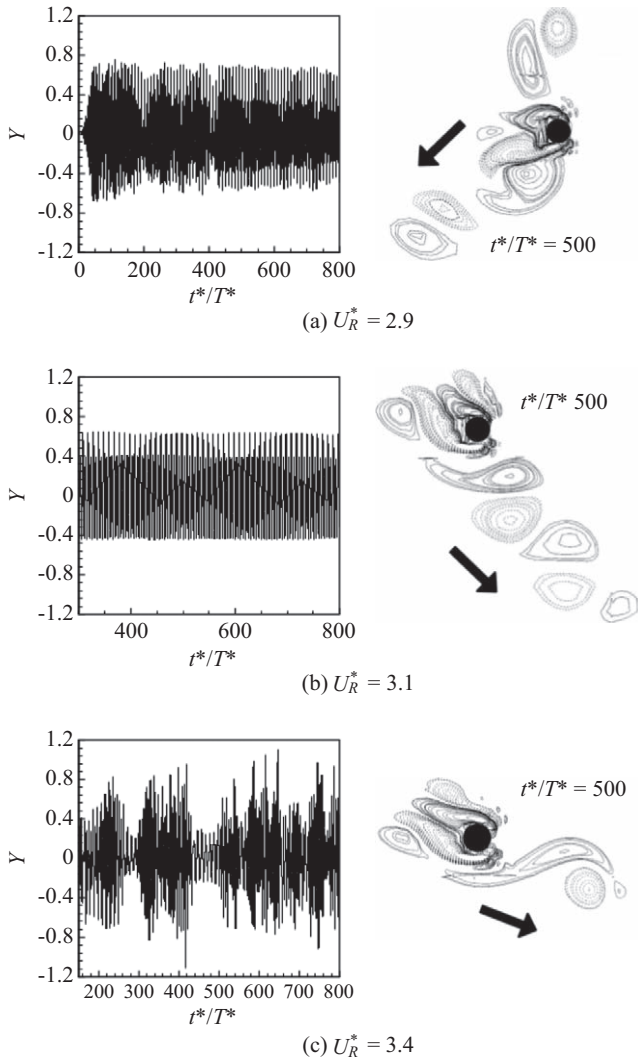 1.2
0.8
0.4
0
-0.4
-0.8
-1.2
Y
0 200 400 600 800
t*/T*
t*/T* = 500
(a) U*R = 2.9
1.2
0.8
0.4
0
-0.4
-0.8
-1.2
Y
400 600 800
t*/T*
t*/T* 500
(b) U*R = 3.1
1.2
0.8
0.4
0
-0.4
-0.8
-1.2
Y
200 300 400 500 600 700 800
t*/T*
t*/T* = 500
(c) U*R = 3.4